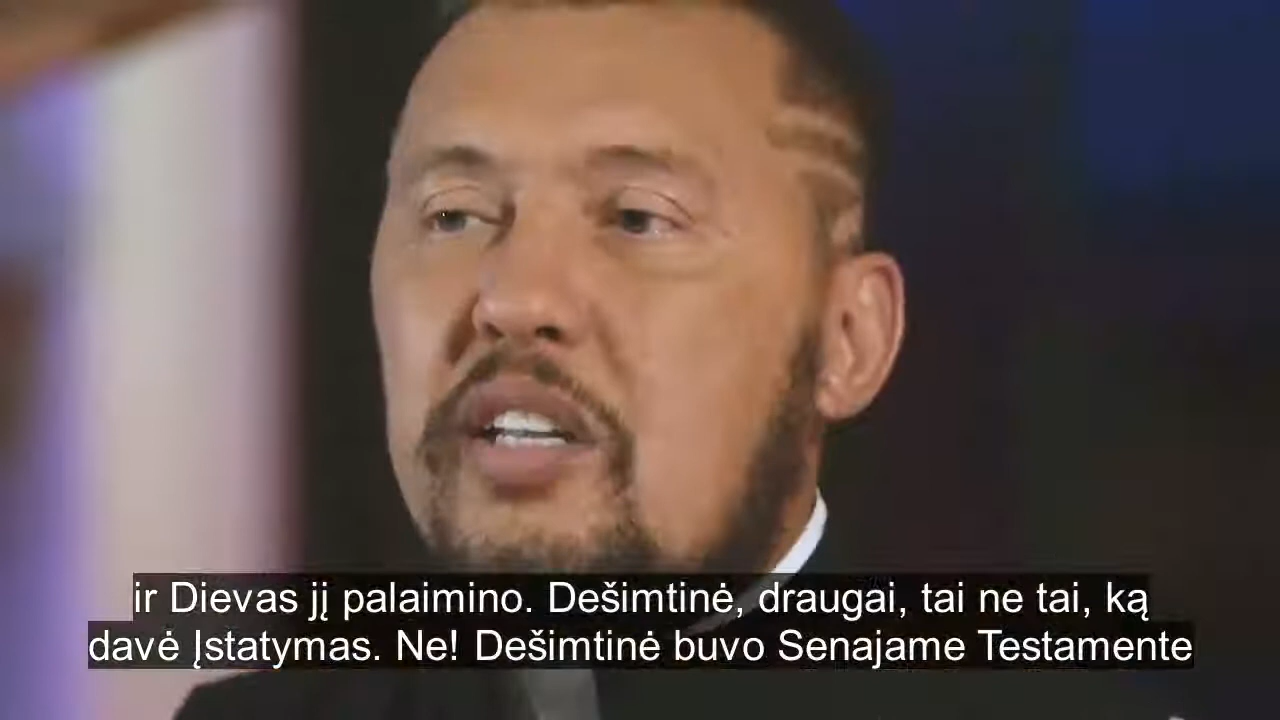 ir Dievas jį palaimino. Dešimtinė, draugai, tai ne tai, ką
davė Įstatymas. Ne! Dešimtinė buvo Senajame Testamente